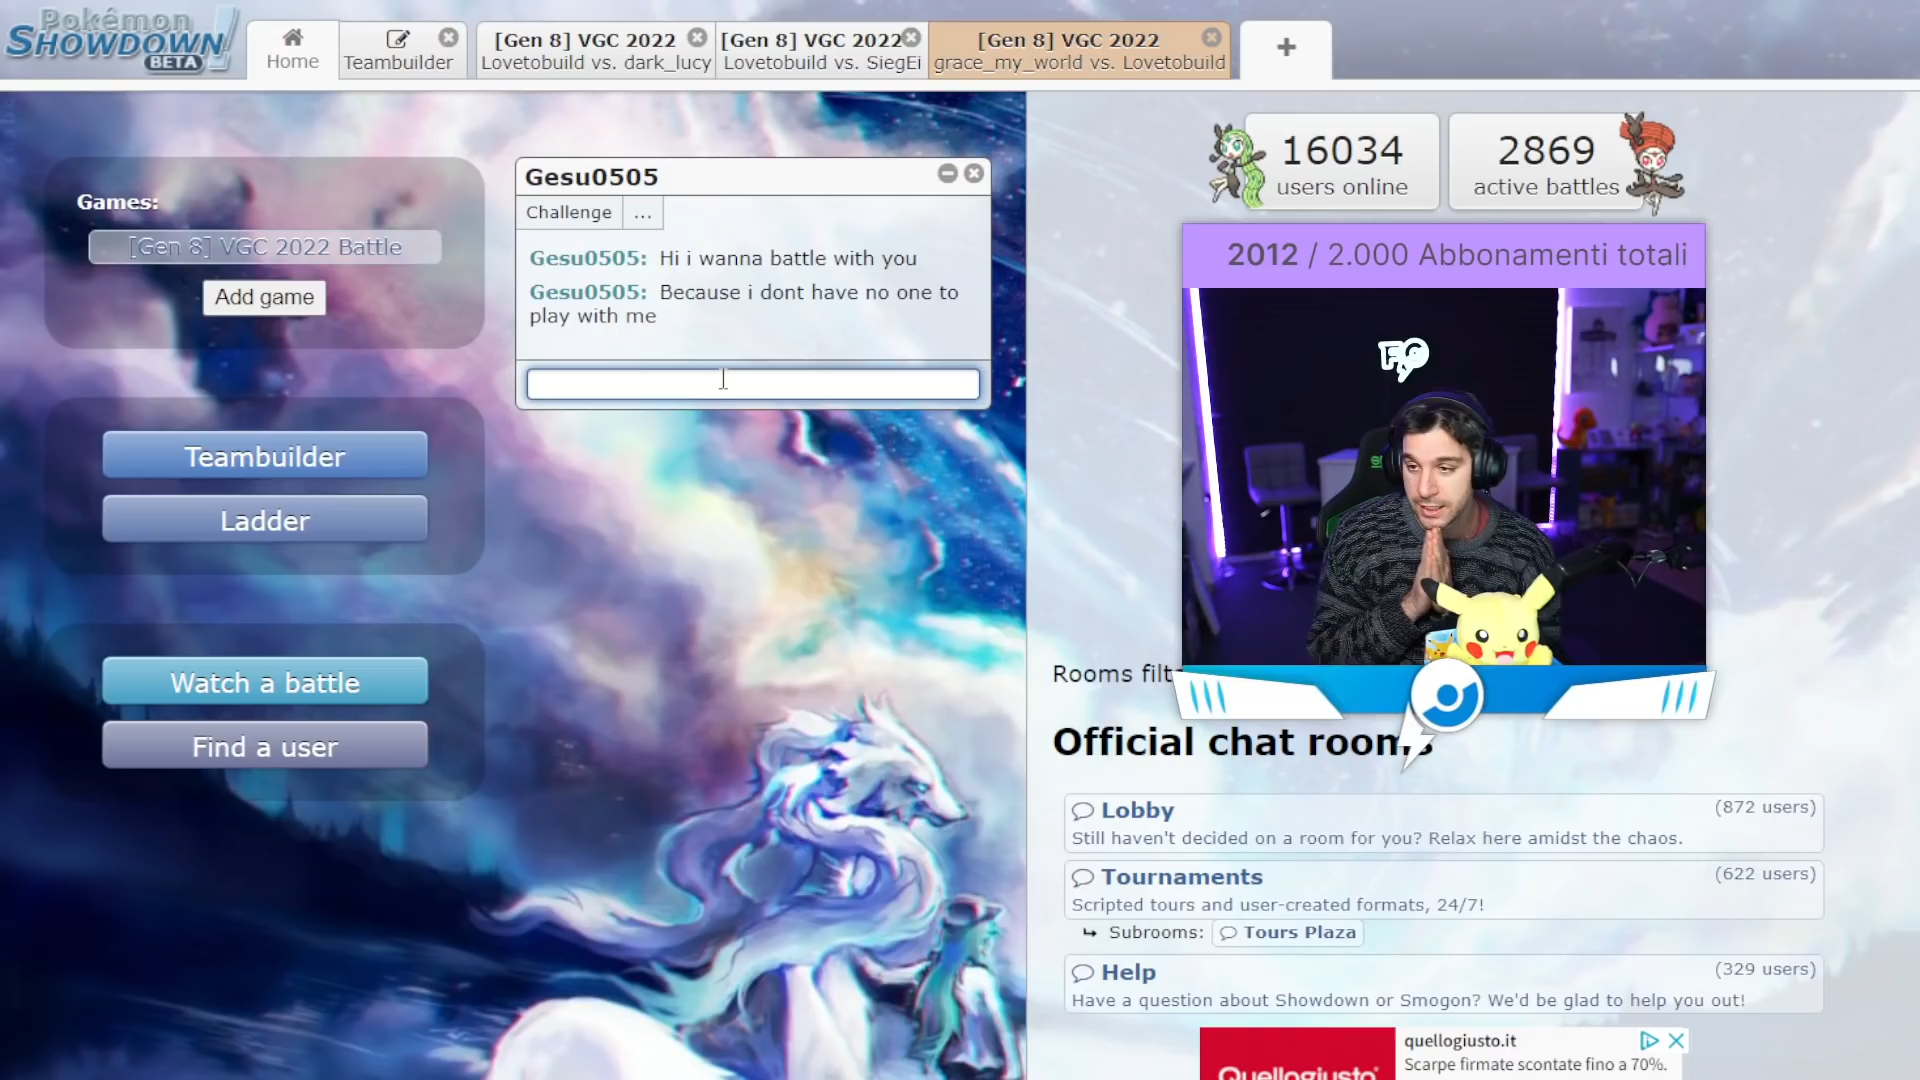 Pokémon
SHOWDOWN!
BETA
Home
Teambuilder
[Gen 8] VGC 2022
Lovetobuild vs. dark_lucy
[Gen 8] VGC 2022
Lovetobuild vs. SiegEi
[Gen 8] VGC 2022
grace_my_world vs. Lovetobuild
+
Games:
[Gen 8] VGC 2022 Battle
Add game
Teambuilder
Ladder
Watch a battle
Find a user
Gesu0505
Challenge
...
Gesu0505: Hi i wanna battle with you
Gesu0505: Because i dont have no one to
play with me
16034
users online
2869
active battles
2012 / 2.000 Abbonamenti totali
Rooms filt
Official chat rooms
Lobby
(872 users)
Still haven't decided on a room for you? Relax here amidst the chaos.
Tournaments
(622 users)
Scripted tours and user-created formats, 24/7!
Subrooms: Tours Plaza
Help
(329 users)
Have a question about Showdown or Smogon? We'd be glad to help you out!
Quellogiusto
quellogiusto.it
Scarpe firmate scontate fino a 70%.